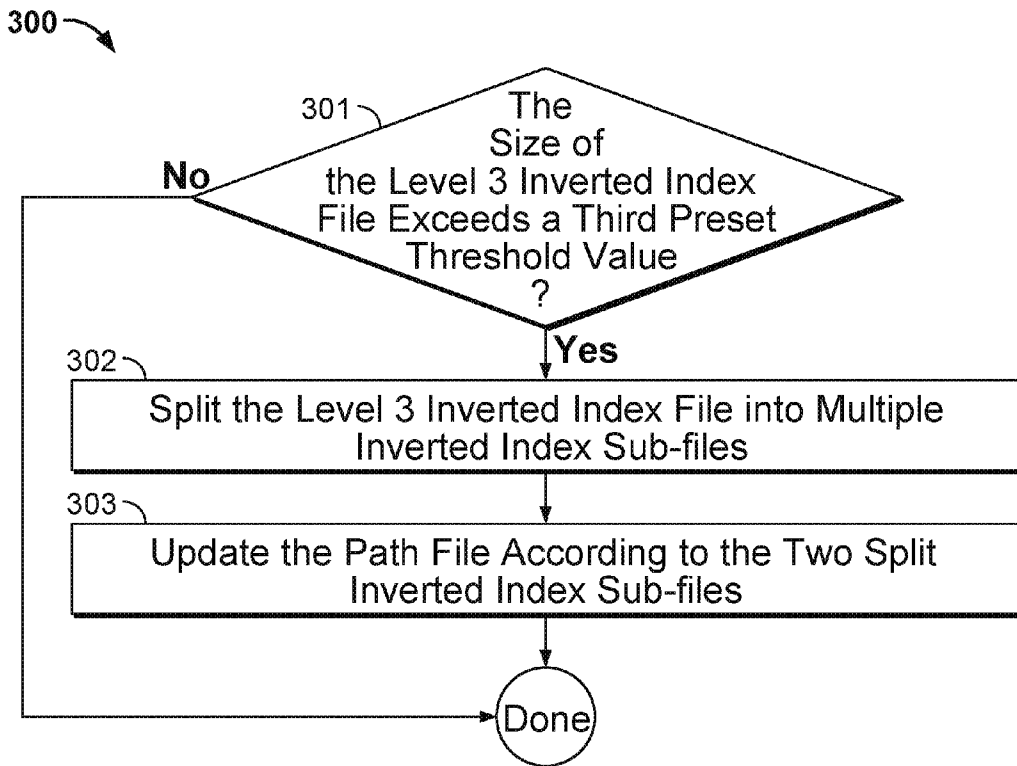 300
301
The
Size of
the Level 3 Inverted Index
File Exceeds a Third Preset
Threshold Value
?
No
Yes
302
Split the Level 3 Inverted Index File into Multiple
Inverted Index Sub-files
303
Update the Path File According to the Two Split
Inverted Index Sub-files
Done